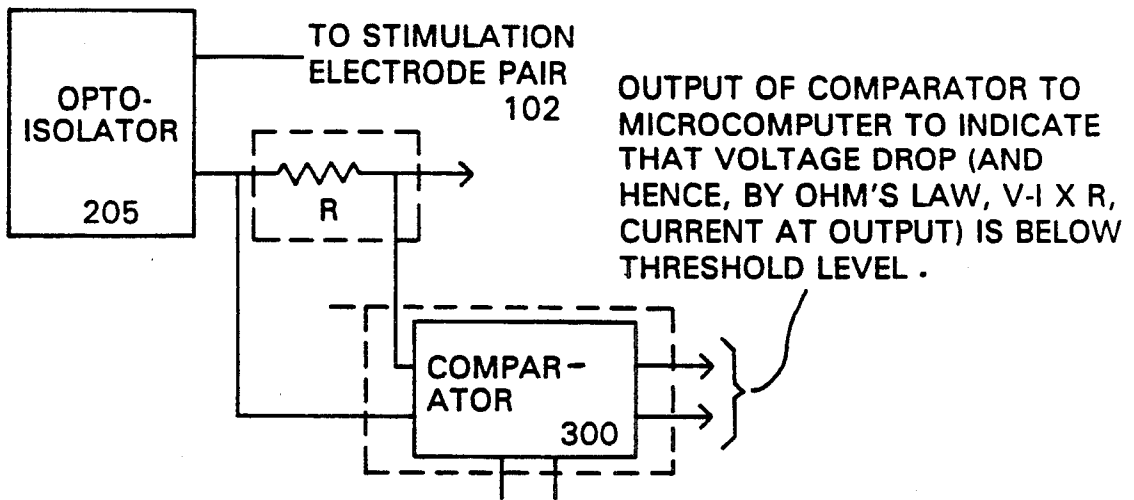 OPTO-
ISOLATOR
205
TO STIMULATION
ELECTRODE PAIR
102
R
OUTPUT OF COMPARATOR TO
MICROCOMPUTER TO INDICATE
THAT VOLTAGE DROP (AND
HENCE, BY OHM'S LAW, V-I X R,
CURRENT AT OUTPUT) IS BELOW
THRESHOLD LEVEL .
COMPAR-
ATOR
300